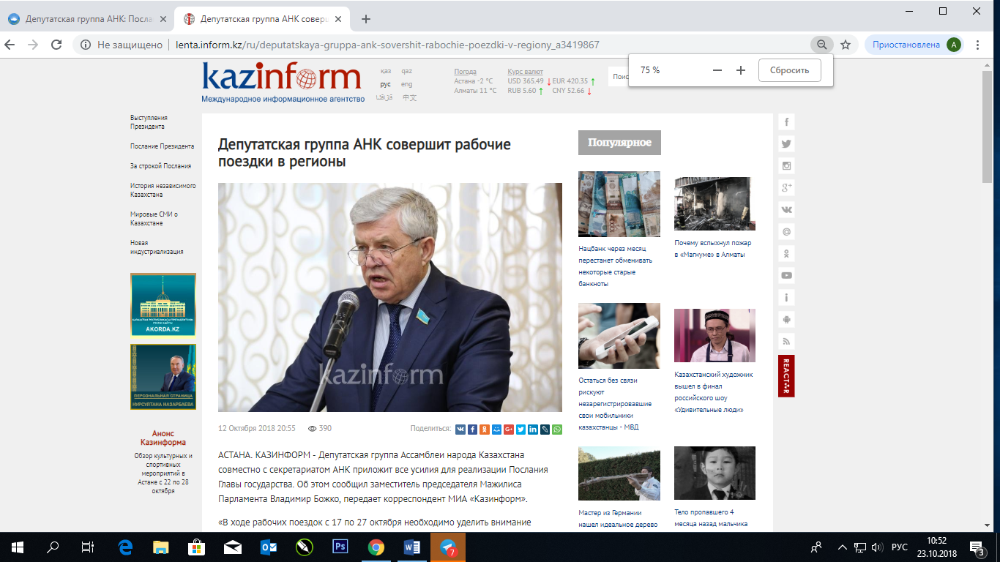 Депутатская группа АНК: Посла
Депутатская группа АНК соверш
Не защищено
lenta.inform.kz/ru/deputatskaya-gruppa-ank-sovershit-rabochie-poezdki-v-regiony_a3419867
Приостановлена
А
75 %
Сбросить
kazinform
Международное информационное агентство
қаз qaz
рус eng
قازاقشا 中文
Погода
Астана -2 °C
Алматы 11 °C
Курс валют
USD 365.49 ↓ EUR 420.35 ↑
RUB 5.60 ↑ CNY 52.66 ↓
Поис
Выступления
Президента
Послание Президента
За строкой Послания
История независимого
Казахстана
Мировые СМИ о
Казахстане
Новая
индустриализация
AKORDA.KZ
ПЕРСОНАЛЬНАЯ СТРАНИЦА
НУРСУЛТАНА НАЗАРБАЕВА
Анонс
Казинформа
Обзор культурных и
спортивных
мероприятий в
Астане с 22 по 28
октября
Депутатская группа АНК совершит рабочие
поездки в регионы
kazinform
12 Октября 2018 20:55
390
Поделиться:
АСТАНА. КАЗИНФОРМ - Депутатская группа Ассамблеи народа Казахстана
совместно с секретариатом АНК приложит все усилия для реализации Послания
Главы государства. Об этом сообщил заместитель председателя Мажилиса
Парламента Владимир Божко, передает корреспондент МИА «Казинформ».
«В ходе рабочих поездок с 17 по 27 октября необходимо уделить внимание
Популярное
Нацбанк через месяц
перестанет обменивать
некоторые старые
банкноты
Почему вспыхнул пожар
в «Магнуме» в Алматы
Остаться без связи
рискуют
незарегистрировавшие
свои мобильники
казахстанцы - МВД
Казахстанский художник
вышел в финал
российского шоу
«Удивительные люди»
Мастер из Германии
нашел идеальное дерево
Тело пропавшего 4
месяца назад мальчика
REACTOR
7
РУС
10:52
23.10.2018
3